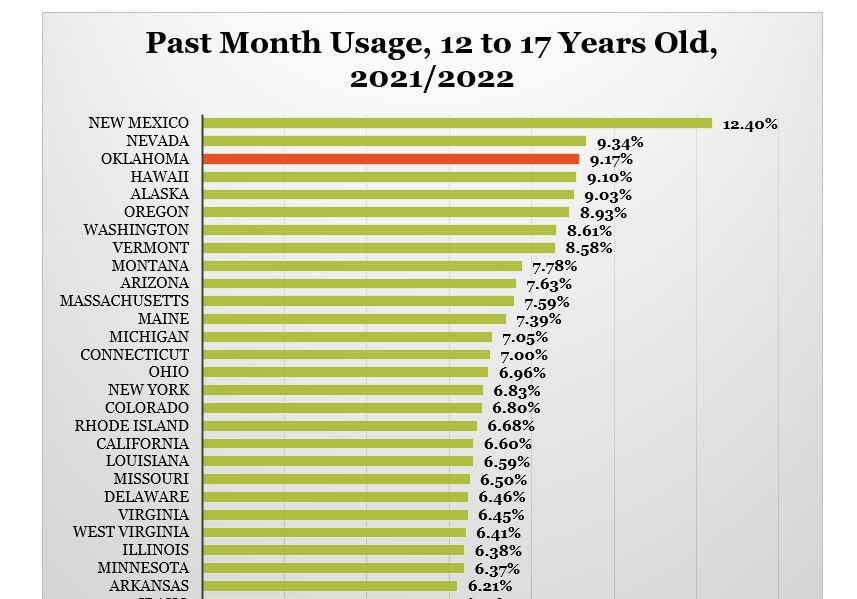 Past Month Usage, 12 to 17 Years Old,
2021/2022
NEW MEXICO 12.40%
NEVADA 9.34%
OKLAHOMA 9.17%
HAWAII 9.10%
ALASKA 9.03%
OREGON 8.93%
WASHINGTON 8.61%
VERMONT 8.58%
MONTANA 7.78%
ARIZONA 7.63%
MASSACHUSETTS 7.59%
MAINE 7.39%
MICHIGAN 7.05%
CONNECTICUT 7.00%
OHIO 6.96%
NEW YORK 6.83%
COLORADO 6.80%
RHODE ISLAND 6.68%
CALIFORNIA 6.60%
LOUISIANA 6.59%
MISSOURI 6.50%
DELAWARE 6.46%
VIRGINIA 6.45%
WEST VIRGINIA 6.41%
ILLINOIS 6.38%
MINNESOTA 6.37%
ARKANSAS 6.21%